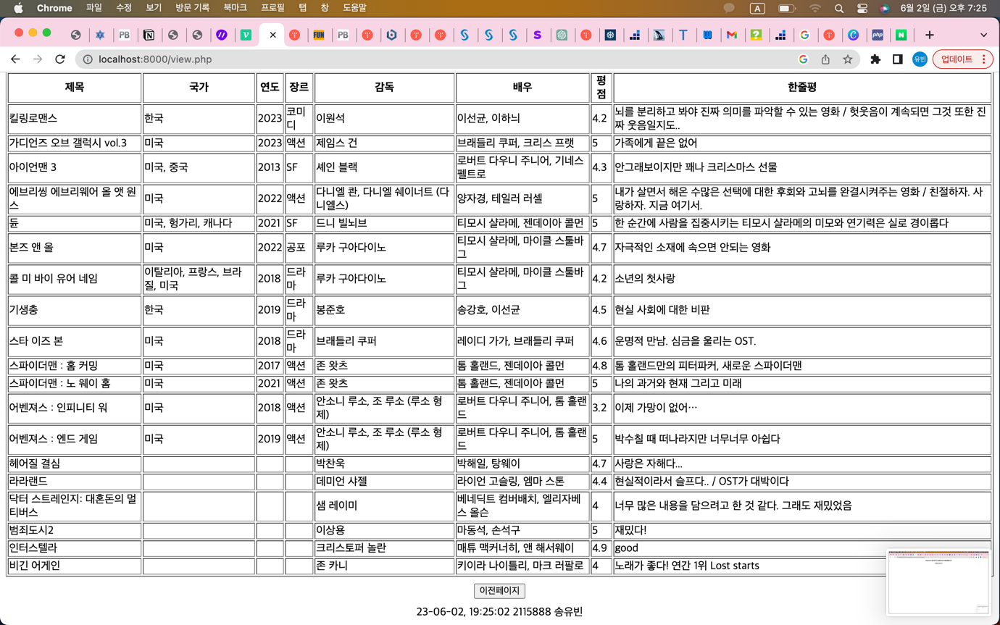 Chrome 파일 수정 보기 방문 기록 북마크 프로필 탭 창 도움말 A 6월 2일 (금) 오후 7:25
PB FUN PB T php N
localhost:8000/view.php 유빈 업데이트
제목 국가 연도 장르 감독 배우 평
점 한줄평
킬링로맨스 한국 2023 코미
디 이원석 이선균, 이하늬 4.2 뇌를 분리하고 봐야 진짜 의미를 파악할 수 있는 영화 / 헛웃음이 계속되면 그것 또한 진
짜 웃음일지도..
가디언즈 오브 갤럭시 vol.3 미국 2023 액션 제임스 건 브래들리 쿠퍼, 크리스 프랫 5 가족에게 끝은 없어
아이언맨 3 미국, 중국 2013 SF 셰인 블랙 로버트 다우니 주니어, 기네스
펠트로 4.3 안그래보이지만 꽤나 크리스마스 선물
에브리씽 에브리웨어 올 앳 원
스 미국 2022 액션 다니엘 콴, 다니엘 쉐이너트 (다
니엘스) 양자경, 테일러 러셀 5 내가 살면서 해온 수많은 선택에 대한 후회와 고뇌를 완결시켜주는 영화 / 친절하자. 사
랑하자. 지금 여기서.
듄 미국, 헝가리, 캐나다 2021 SF 드니 빌뇌브 티모시 샬라메, 젠데이아 콜먼 5 한 순간에 사람을 집중시키는 티모시 샬라메의 미모와 연기력은 실로 경이롭다
본즈 앤 올 미국 2022 공포 루카 구아다이노 티모시 샬라메, 마이클 스툴바
그 4.7 자극적인 소재에 속으면 안되는 영화
콜 미 바이 유어 네임 이탈리아, 프랑스, 브라
질, 미국 2018 드라
마 루카 구아다이노 티모시 샬라메, 마이클 스툴바
그 4.2 소년의 첫사랑
기생충 한국 2019 드라
마 봉준호 송강호, 이선균 4.5 현실 사회에 대한 비판
스타 이즈 본 미국 2018 드라
마 브래들리 쿠퍼 레이디 가가, 브래들리 쿠퍼 4.6 운명적 만남. 심금을 울리는 OST.
스파이더맨 : 홈 커밍 미국 2017 액션 존 왓츠 톰 홀랜드, 젠데이아 콜먼 4.8 톰 홀랜드만의 피터파커, 새로운 스파이더맨
스파이더맨 : 노 웨이 홈 미국 2021 액션 존 왓츠 톰 홀랜드, 젠데이아 콜먼 5 나의 과거와 현재 그리고 미래
어벤져스 : 인피니티 워 미국 2018 액션 안소니 루소, 조 루소 (루소 형
제) 로버트 다우니 주니어, 톰 홀랜
드 3.2 이제 가망이 없어…
어벤져스 : 엔드 게임 미국 2019 액션 안소니 루소, 조 루소 (루소 형
제) 로버트 다우니 주니어, 톰 홀랜
드 5 박수칠 때 떠나라지만 너무너무 아쉽다
헤어질 결심 박찬욱 박해일, 탕웨이 4.7 사랑은 자해다...
라라랜드 데미언 샤젤 라이언 고슬링, 엠마 스톤 4.4 현실적이라서 슬프다.. / OST가 대박이다
닥터 스트레인지: 대혼돈의 멀
티버스 샘 레이미 베네딕트 컴버배치, 엘리자베
스 올슨 4 너무 많은 내용을 담으려고 한 것 같다. 그래도 재밌었음
범죄도시2 이상용 마동석, 손석구 5 재밌다!
인터스텔라 크리스토퍼 놀란 매튜 맥커너히, 앤 해서웨이 4.9 good
비긴 어게인 존 카니 키이라 나이틀리, 마크 러팔로 4 노래가 좋다! 연간 1위 Lost starts
이전페이지
23-06-02, 19:25:02 2115888 송유빈